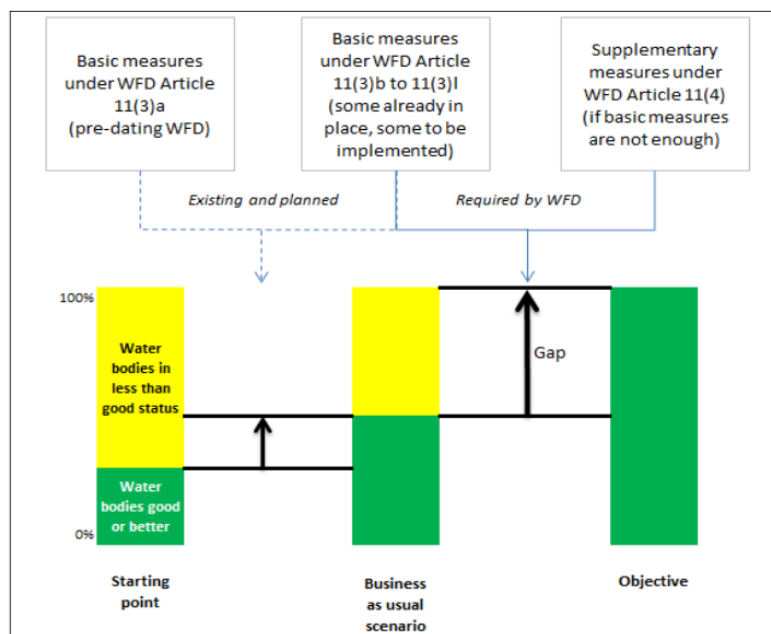 Basic measures
under WFD Article
11(3)a
(pre-dating WFD)
Basic measures
under WFD Article
11(3)b to 11(3)l
(some already in
place, some to be
implemented)
Supplementary
measures under
WFD Article 11(4)
(if basic measures
are not enough)
Existing and planned
Required by WFD
100%
Water
bodies in
less than
good status
Gap
Water
bodies good
or better
0%
Starting
point
Business
as usual
scenario
Objective